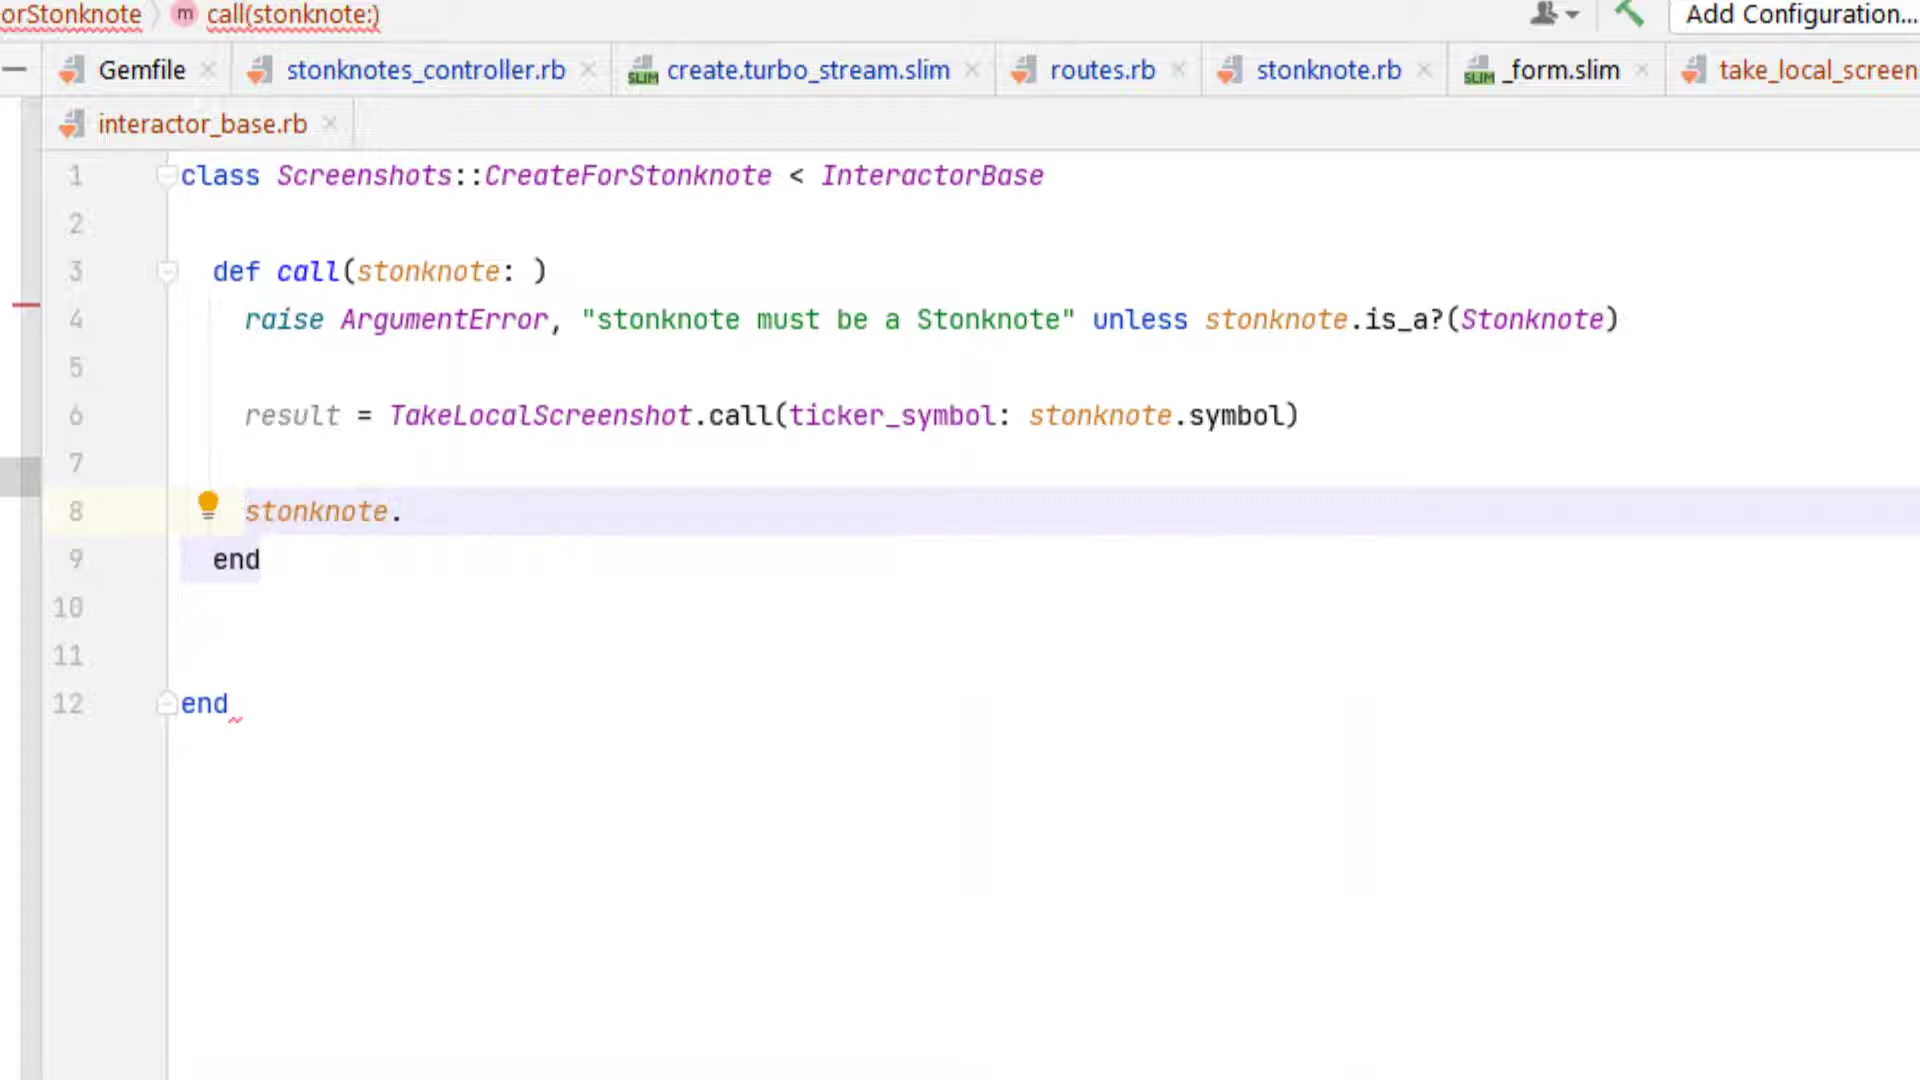 orStonknote m call(stonknote:) Add Configuration...
Gemfile stonknotes_controller.rb SLIM create.turbo_stream.slim routes.rb stonknote.rb SLIM _form.slim take_local_screen
interactor_base.rb
1 class Screenshots::CreateForStonknote < InteractorBase
2
3 def call(stonknote: )
4 raise ArgumentError, "stonknote must be a Stonknote" unless stonknote.is_a?(Stonknote)
5
6 result = TakeLocalScreenshot.call(ticker_symbol: stonknote.symbol)
7
8 stonknote.
9 end
10
11
12 end